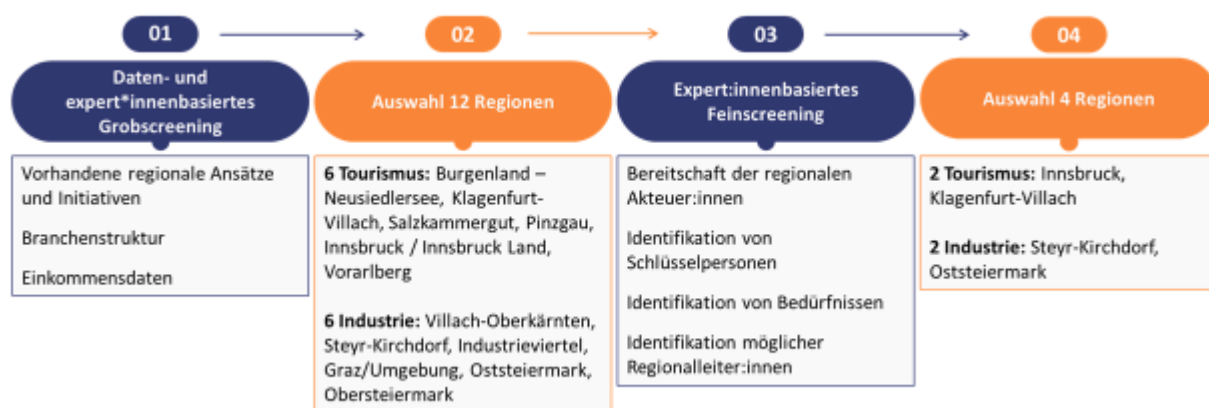 01
Daten- und
expert*innenbasiertes
Grobscreening
Vorhandene regionale Ansätze
und Initiativen
Branchenstruktur
Einkommensdaten
02
Auswahl 12 Regionen
6 Tourismus: Burgenland –
Neusiedlersee, Klagenfurt-
Villach, Salzkammergut, Pinzgau,
Innsbruck / Innsbruck Land,
Vorarlberg
6 Industrie: Villach-Oberkärnten,
Steyr-Kirchdorf, Industrieviertel,
Graz/Umgebung, Oststeiermark,
Obersteiermark
03
Expert:innenbasiertes
Feinscreening
Bereitschaft der regionalen
Akteuer:innen
Identifikation von
Schlüsselpersonen
Identifikation von Bedürfnissen
Identifikation möglicher
Regionalleiter:innen
04
Auswahl 4 Regionen
2 Tourismus: Innsbruck,
Klagenfurt-Villach
2 Industrie: Steyr-Kirchdorf,
Oststeiermark